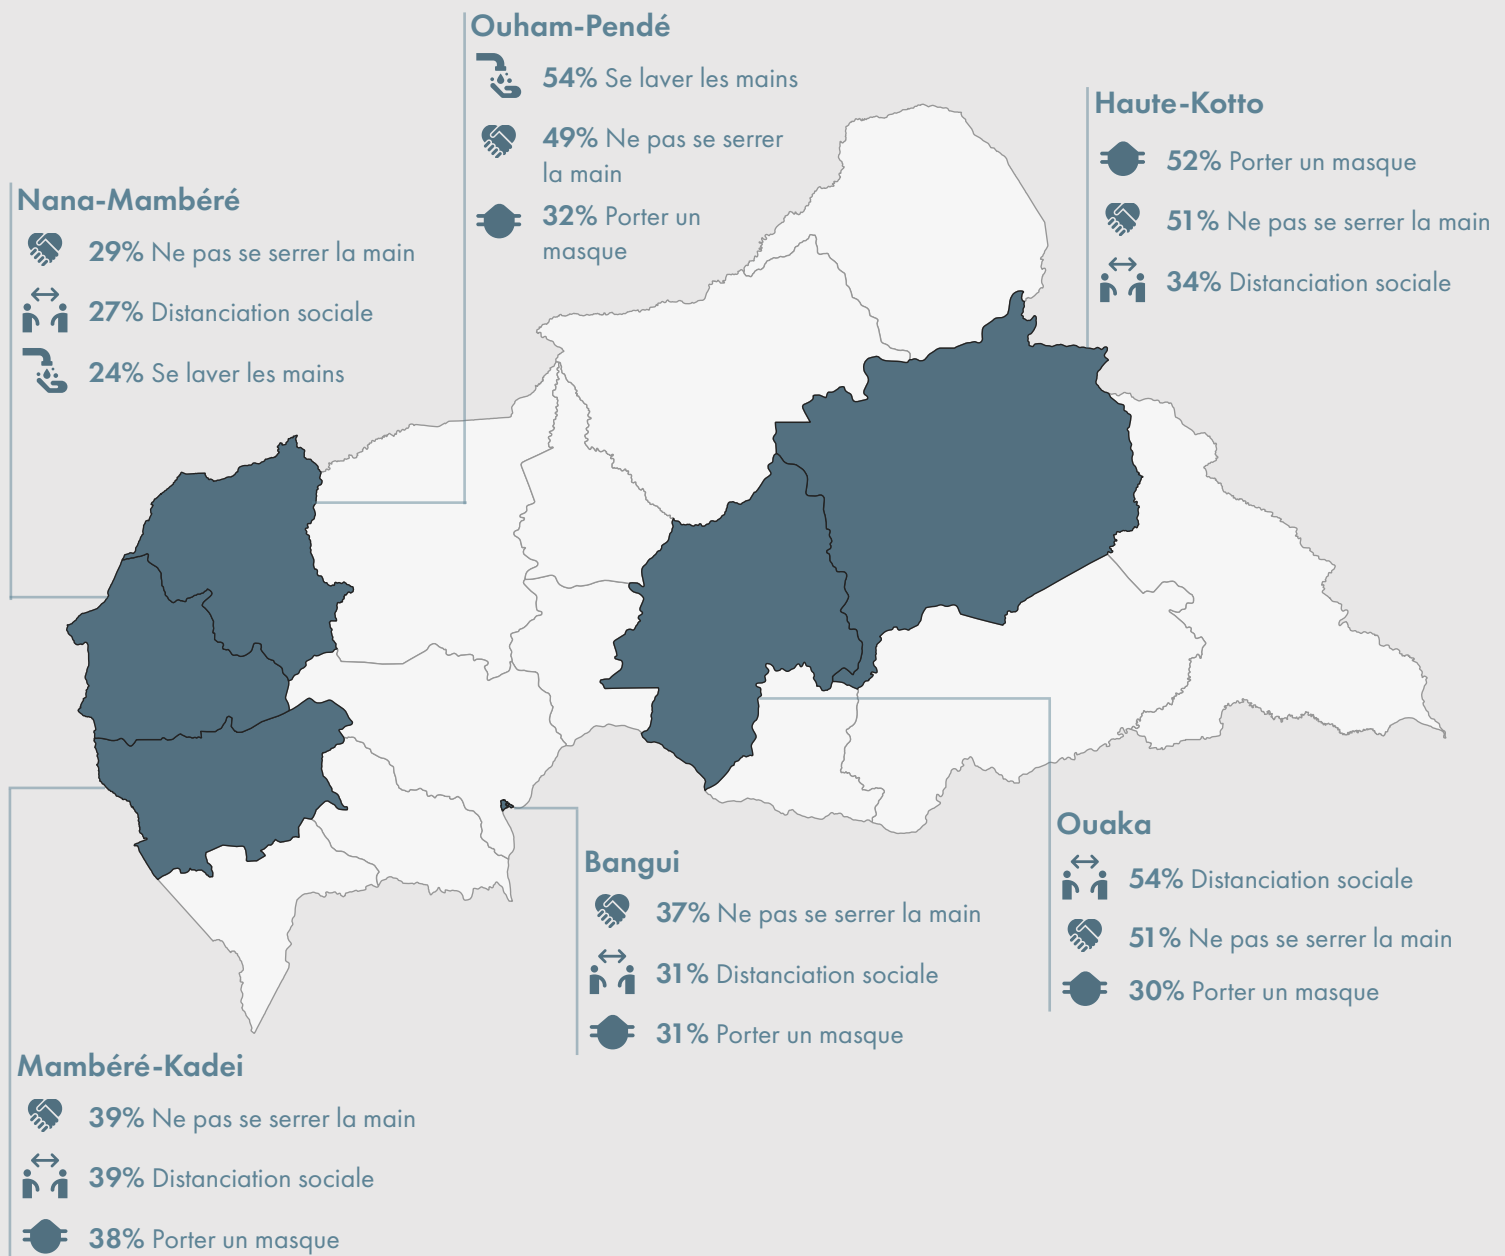 Ouham-Pendé
54% Se laver les mains
49% Ne pas se serrer
la main
32% Porter un
masque
Haute-Kotto
52% Porter un masque
51% Ne pas se serrer la main
34% Distanciation sociale
Nana-Mambéré
29% Ne pas se serrer la main
27% Distanciation sociale
24% Se laver les mains
Ouaka
54% Distanciation sociale
51% Ne pas se serrer la main
30% Porter un masque
Bangui
37% Ne pas se serrer la main
31% Distanciation sociale
31% Porter un masque
Mambéré-Kadei
39% Ne pas se serrer la main
39% Distanciation sociale
38% Porter un masque